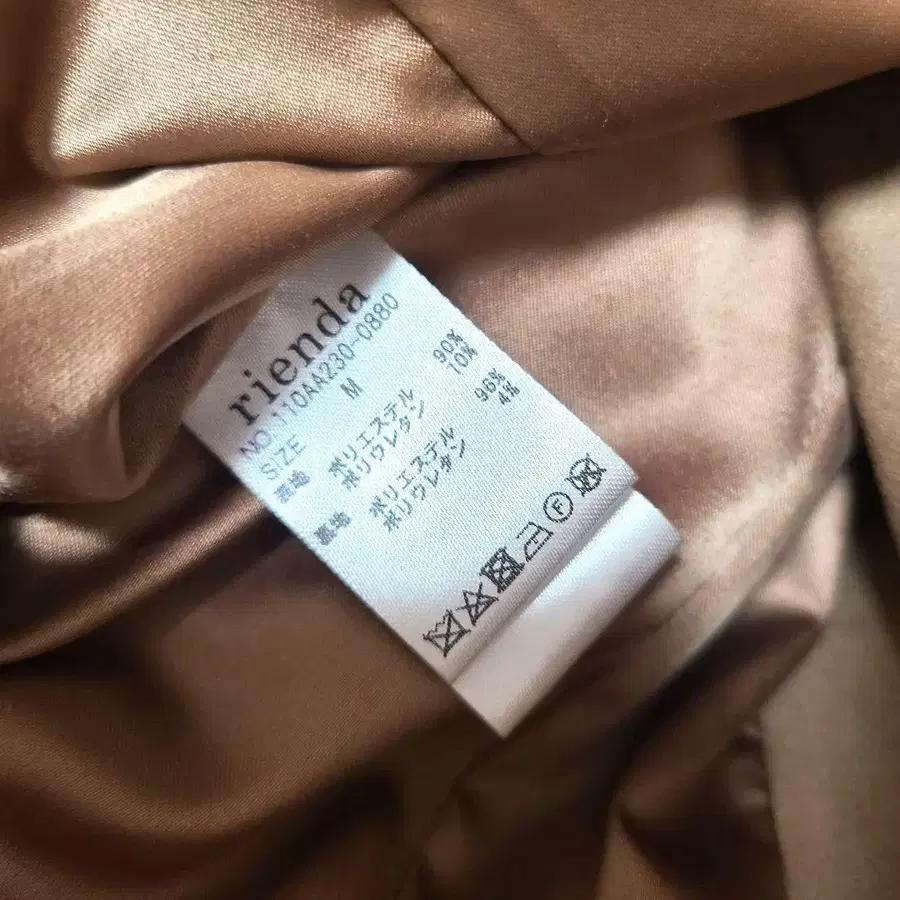 rienda
NO.110AA230-0880
SIZE M
表地 ポリエステル 90%
ポリウレタン 10%
裏地 ポリエステル 96%
ポリウレタン 4%
F